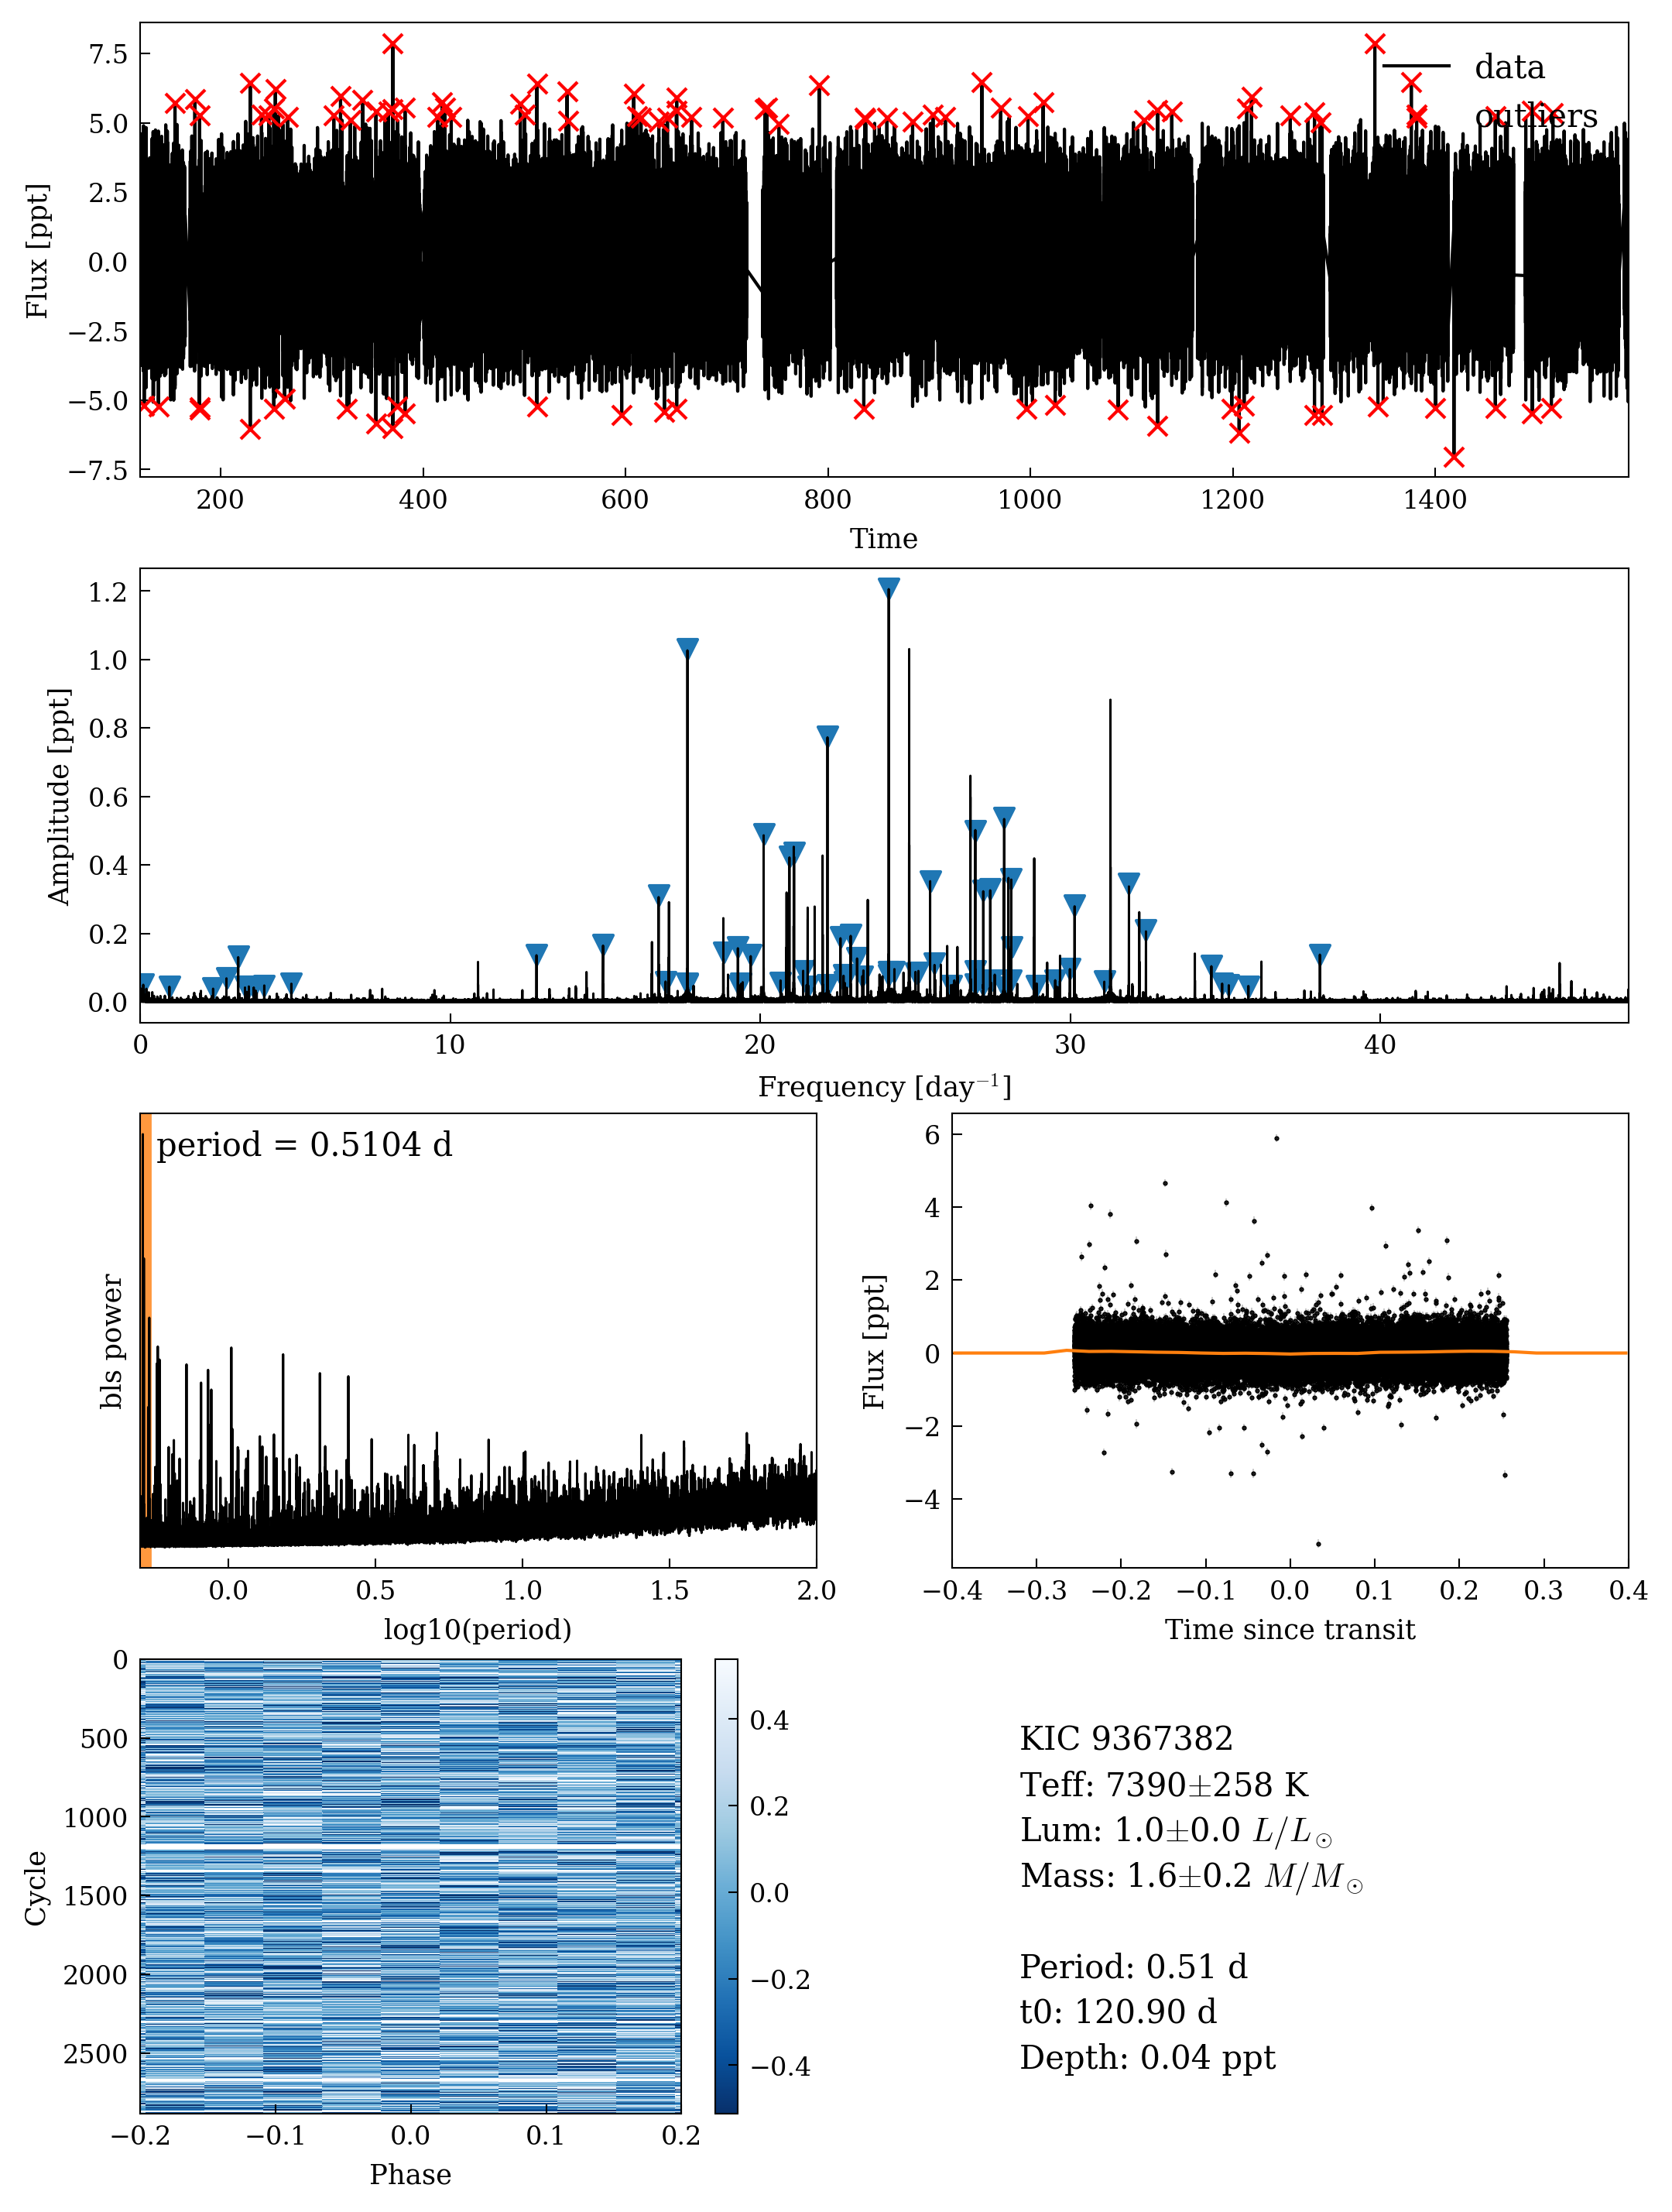 7.5
5.0
2.5
0.0
−2.5
−5.0
−7.5
Flux [ppt]
data
outliers
200 400 600 800 1000 1200 1400
Time
1.2
1.0
0.8
0.6
0.4
0.2
0.0
Amplitude [ppt]
0 10 20 30 40
Frequency [day⁻¹]
period = 0.5104 d
bls power
0.0 0.5 1.0 1.5 2.0
log10(period)
6
4
2
0
−2
−4
Flux [ppt]
−0.4 −0.3 −0.2 −0.1 0.0 0.1 0.2 0.3 0.4
Time since transit
0
500
1000
1500
2000
2500
Cycle
−0.2 −0.1 0.0 0.1 0.2
Phase
0.4
0.2
0.0
−0.2
−0.4
KIC 9367382
Teff: 7390±258 K
Lum: 1.0±0.0 L/L⊙
Mass: 1.6±0.2 M/M⊙
Period: 0.51 d
t0: 120.90 d
Depth: 0.04 ppt